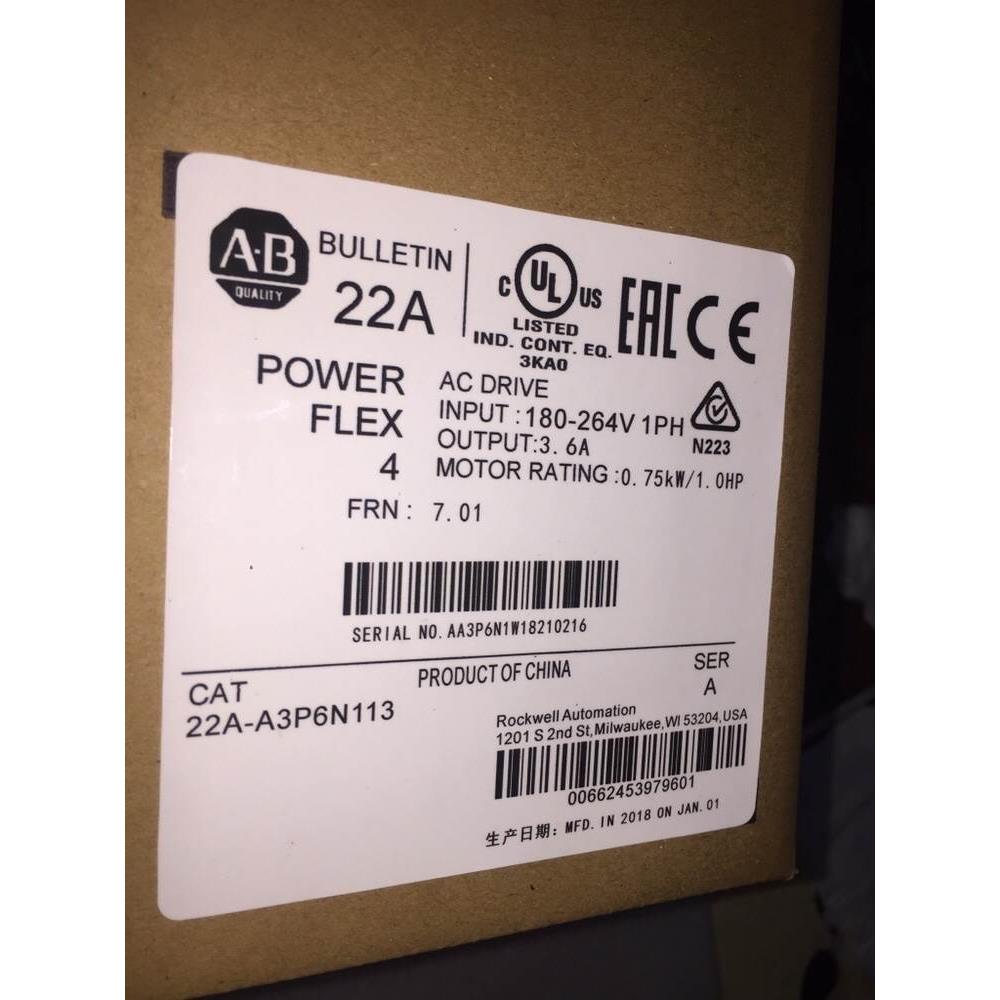 A-B
QUALITY
BULLETIN
22A
C UL US
LISTED
IND. CONT. EQ.
3KA0
EAC CE
N223
POWER
FLEX
4
AC DRIVE
INPUT :180-264V 1PH
OUTPUT:3. 6A
MOTOR RATING :0. 75kW/1. 0HP
FRN : 7. 01
SERIAL NO. AA3P6N1W18210216
PRODUCT OF CHINA
SER
A
CAT
22A-A3P6N113
Rockwell Automation
1201 S 2nd St,Milwaukee,WI 53204,USA
00662453979601
生产日期: MFD. IN 2018 ON JAN. 01